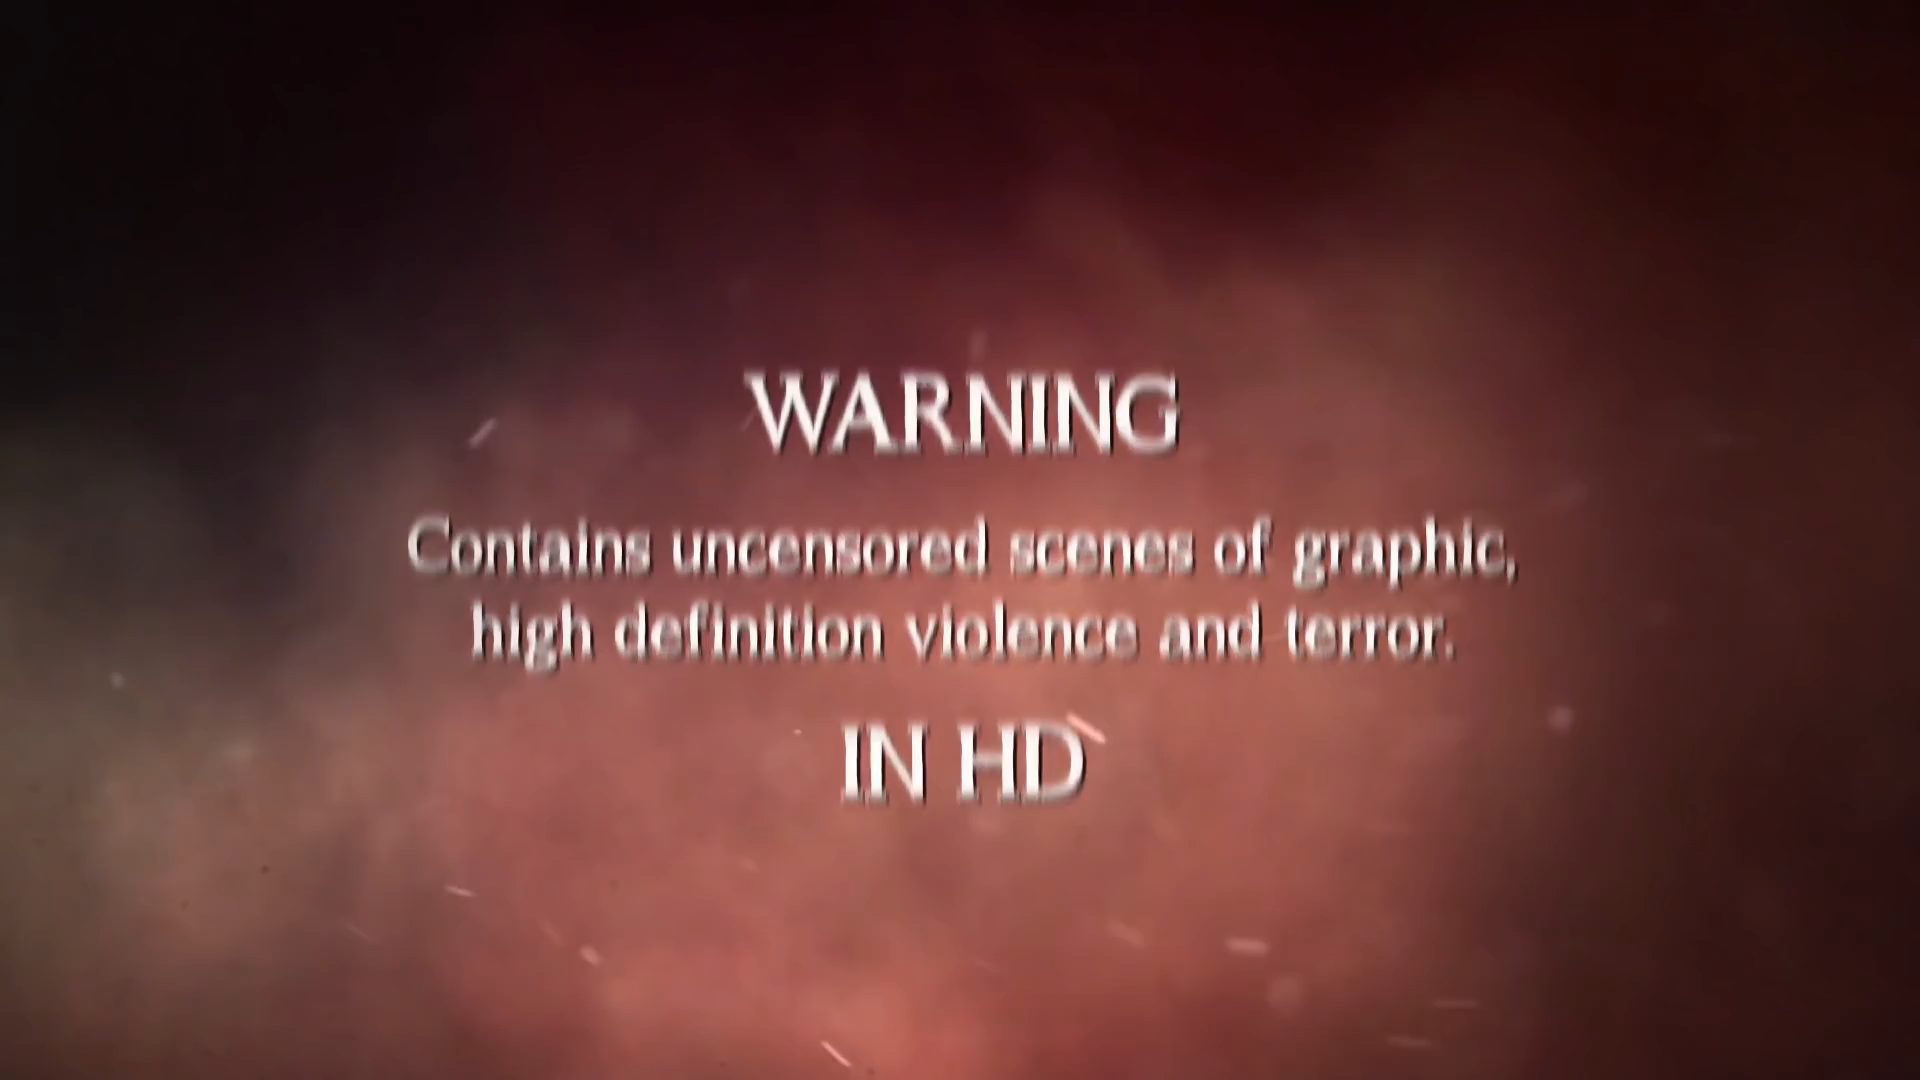 WARNING
Contains uncensored scenes of graphic,
high definition violence and terror.
IN HD